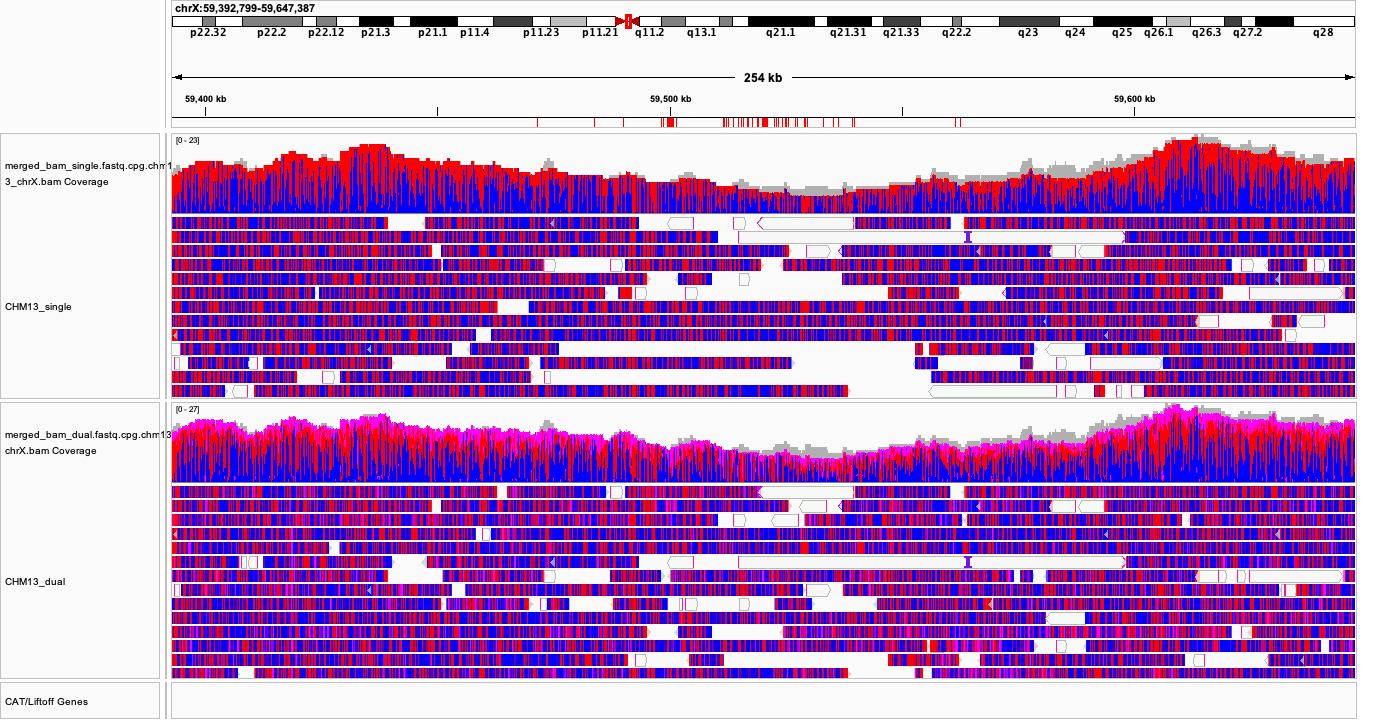 chrX:59,392,799-59,647,387
p22.32 p22.2 p22.12 p21.3 p21.1 p11.4 p11.23 p11.21 q11.2 q13.1 q21.1 q21.31 q21.33 q22.2 q23 q24 q25 q26.1 q26.3 q27.2 q28
254 kb
59,400 kb 59,500 kb 59,600 kb
[0 - 23]
merged_bam_single.fastq.cpg.chm1
3_chrX.bam Coverage
CHM13_single
[0 - 27]
merged_bam_dual.fastq.cpg.chm13
chrX.bam Coverage
CHM13_dual
CAT/Liftoff Genes